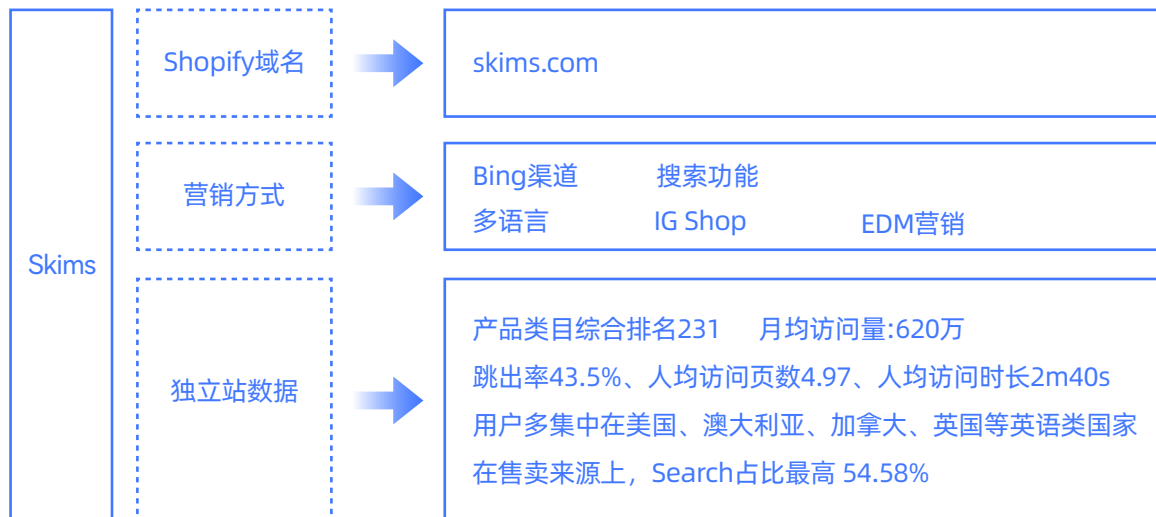 Skims
Shopify域名
skims.com
营销方式
Bing渠道 搜索功能
多语言 IG Shop EDM营销
独立站数据
产品类目综合排名231 月均访问量:620万
跳出率43.5%、人均访问页数4.97、人均访问时长2m40s
用户多集中在美国、澳大利亚、加拿大、英国等英语类国家
在售卖来源上，Search占比最高 54.58%